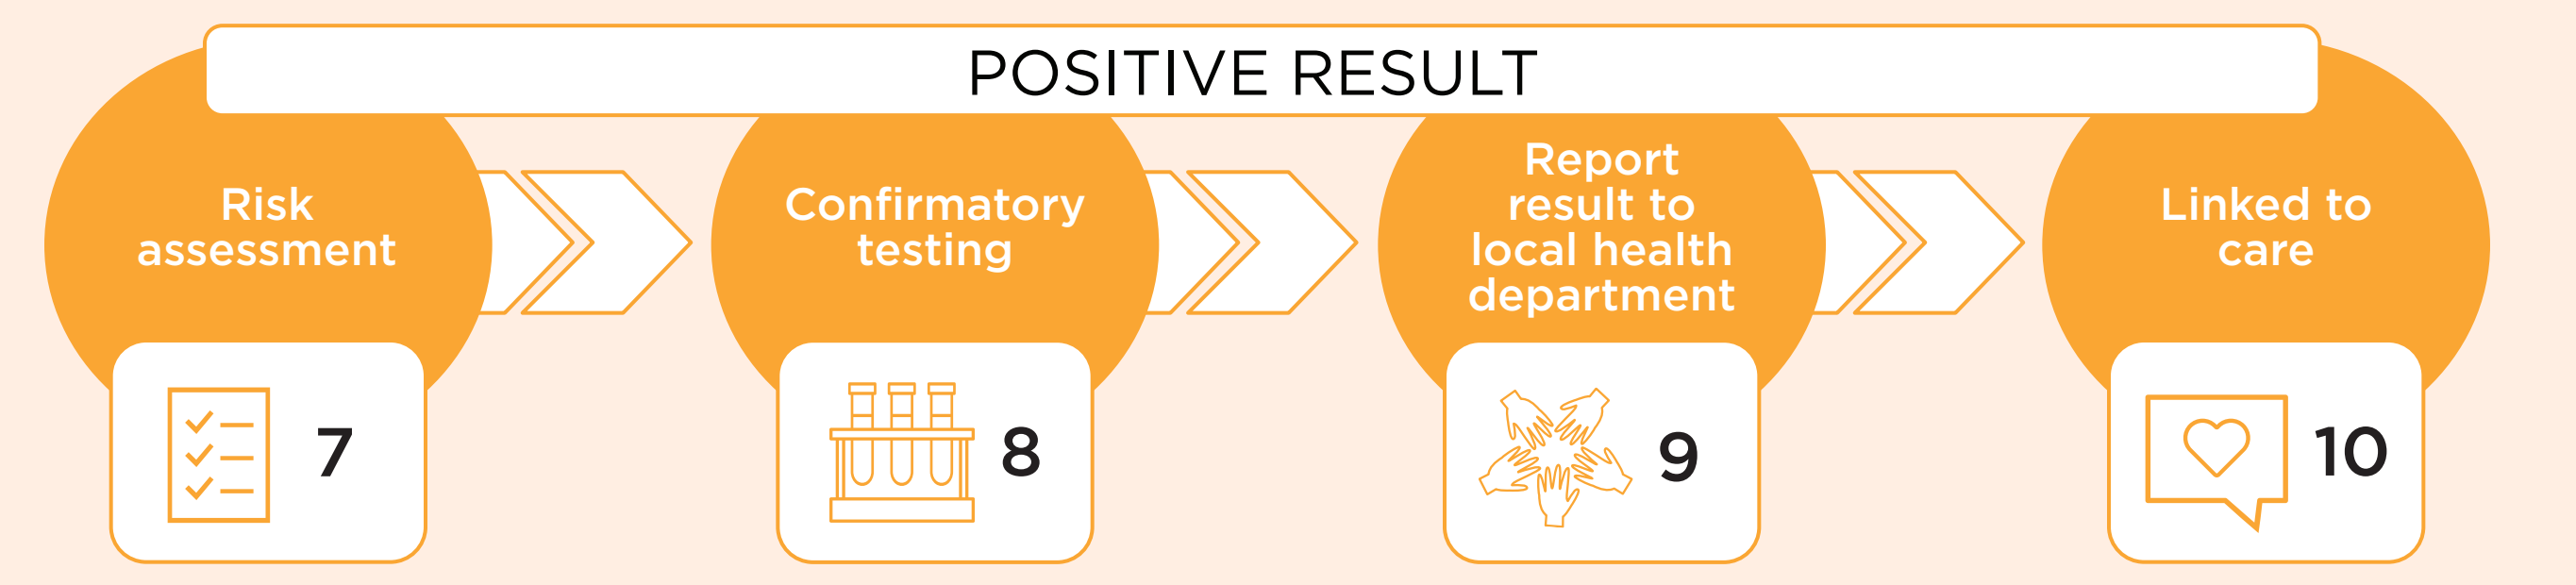 POSITIVE RESULT
Risk
assessment
7
Confirmatory
testing
8
Report
result to
local health
department
9
Linked to
care
10